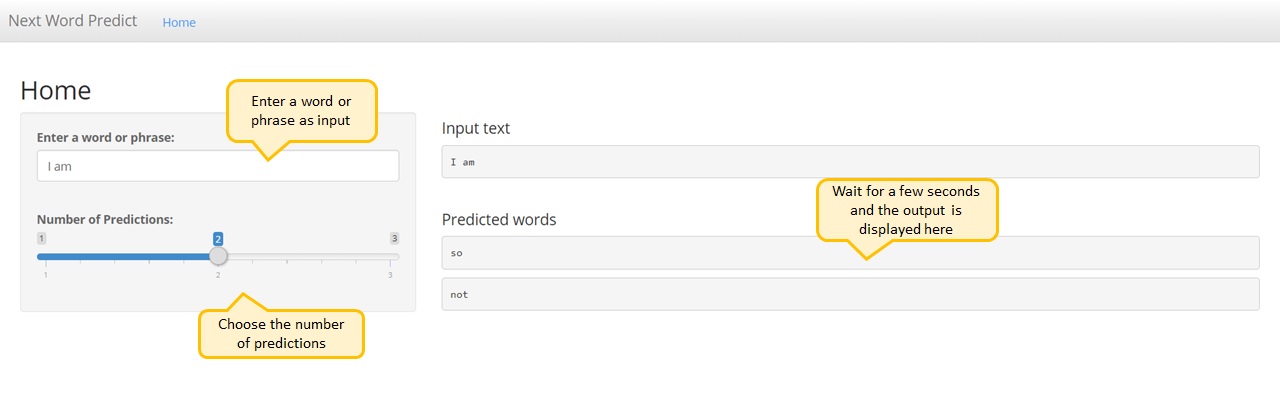 Next Word Predict Home
Home
Enter a word or
phrase as input
Enter a word or phrase:
I am
Number of Predictions:
1 2 3
1 2 3
Choose the number
of predictions
Input text
I am
Wait for a few seconds
and the output is
displayed here
Predicted words
so
not